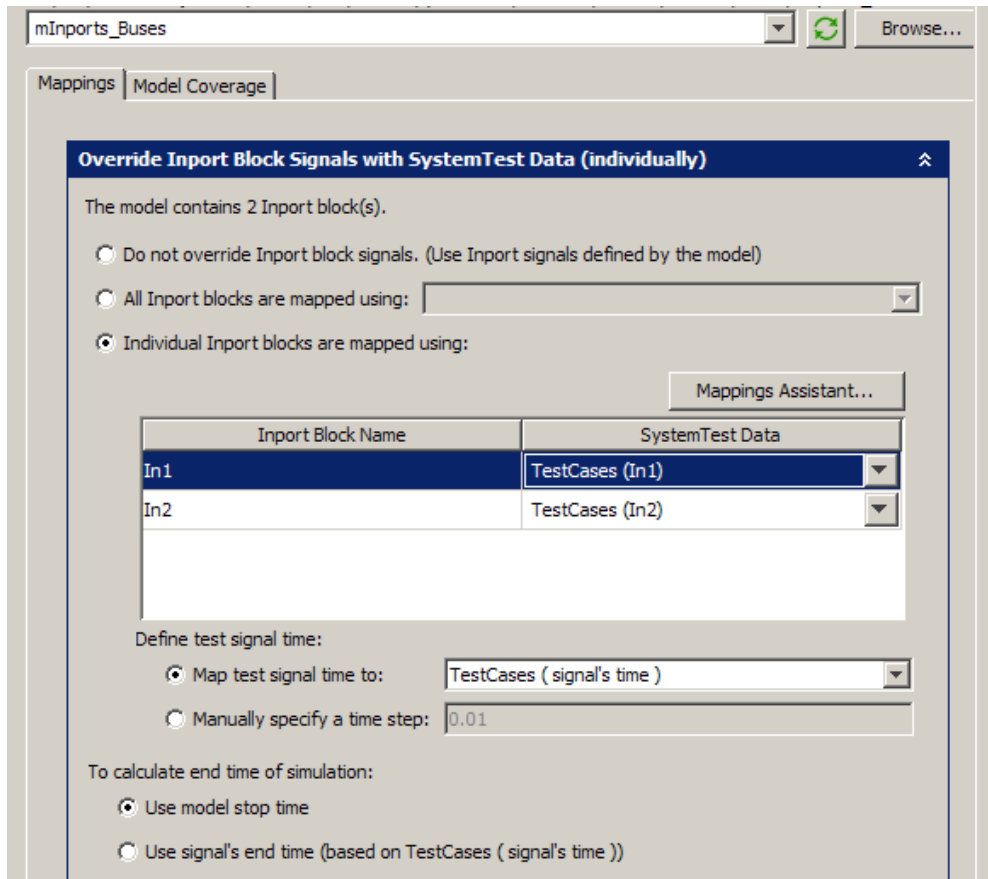 mInports_Buses
Browse...
Mappings
Model Coverage
Override Inport Block Signals with SystemTest Data (individually)
The model contains 2 Inport block(s).
Do not override Inport block signals. (Use Inport signals defined by the model)
All Inport blocks are mapped using:
Individual Inport blocks are mapped using:
Mappings Assistant...
Inport Block Name SystemTest Data
In1 TestCases (In1)
In2 TestCases (In2)
Define test signal time:
Map test signal time to: TestCases ( signal's time )
Manually specify a time step: 0.01
To calculate end time of simulation:
Use model stop time
Use signal's end time (based on TestCases ( signal's time ))